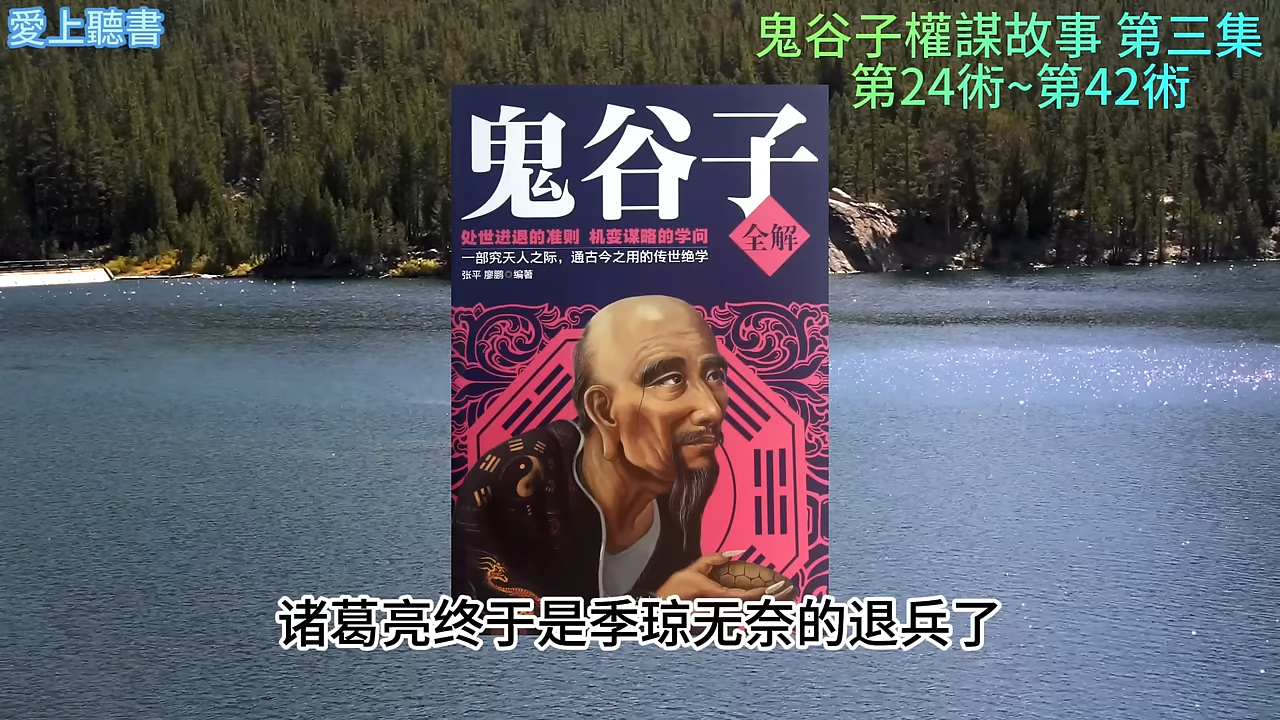 愛上聽書
鬼谷子權謀故事 第三集
第24術~第42術
鬼谷子
处世进退的准则 机变谋略的学问
全解
一部究天人之际，通古今之用的传世绝学
张平 廖鹏◎编著
诸葛亮终于是季琼无奈的退兵了